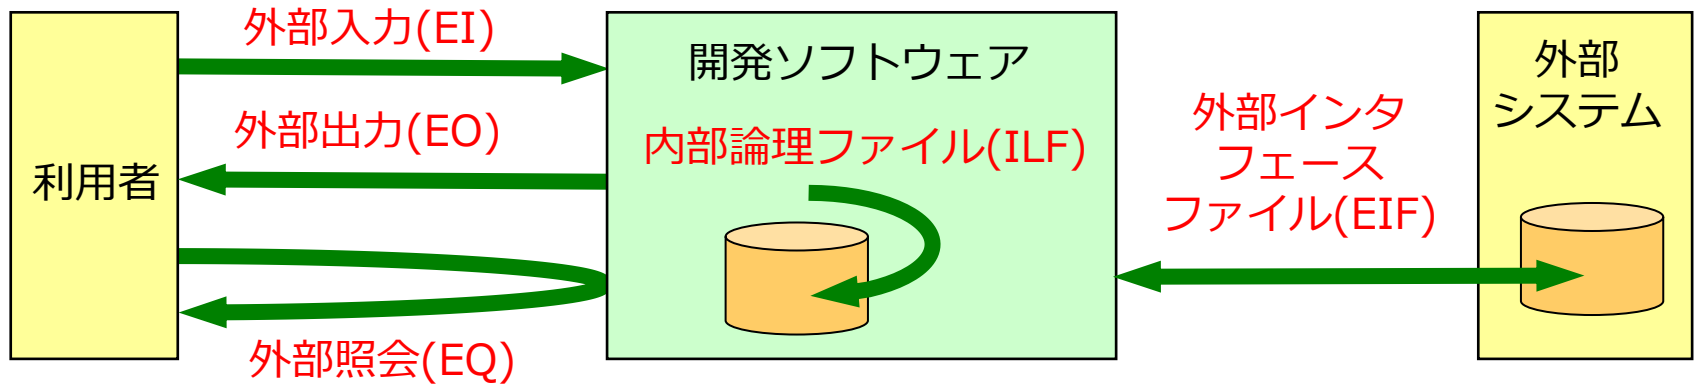 外部入力(EI)
外部出力(EO)
利用者
外部照会(EQ)
開発ソフトウェア
内部論理ファイル(ILF)
外部インタ
フェース
ファイル(EIF)
外部
システム